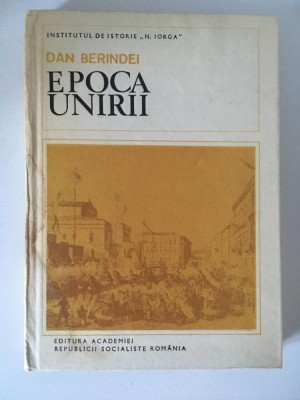 INSTITUTUL DE ISTORIE „N. IORGA"
DAN BERINDEI
EPOCA
UNIRII
EDITURA ACADEMIEI
REPUBLICII SOCIALISTE ROMÂNIA